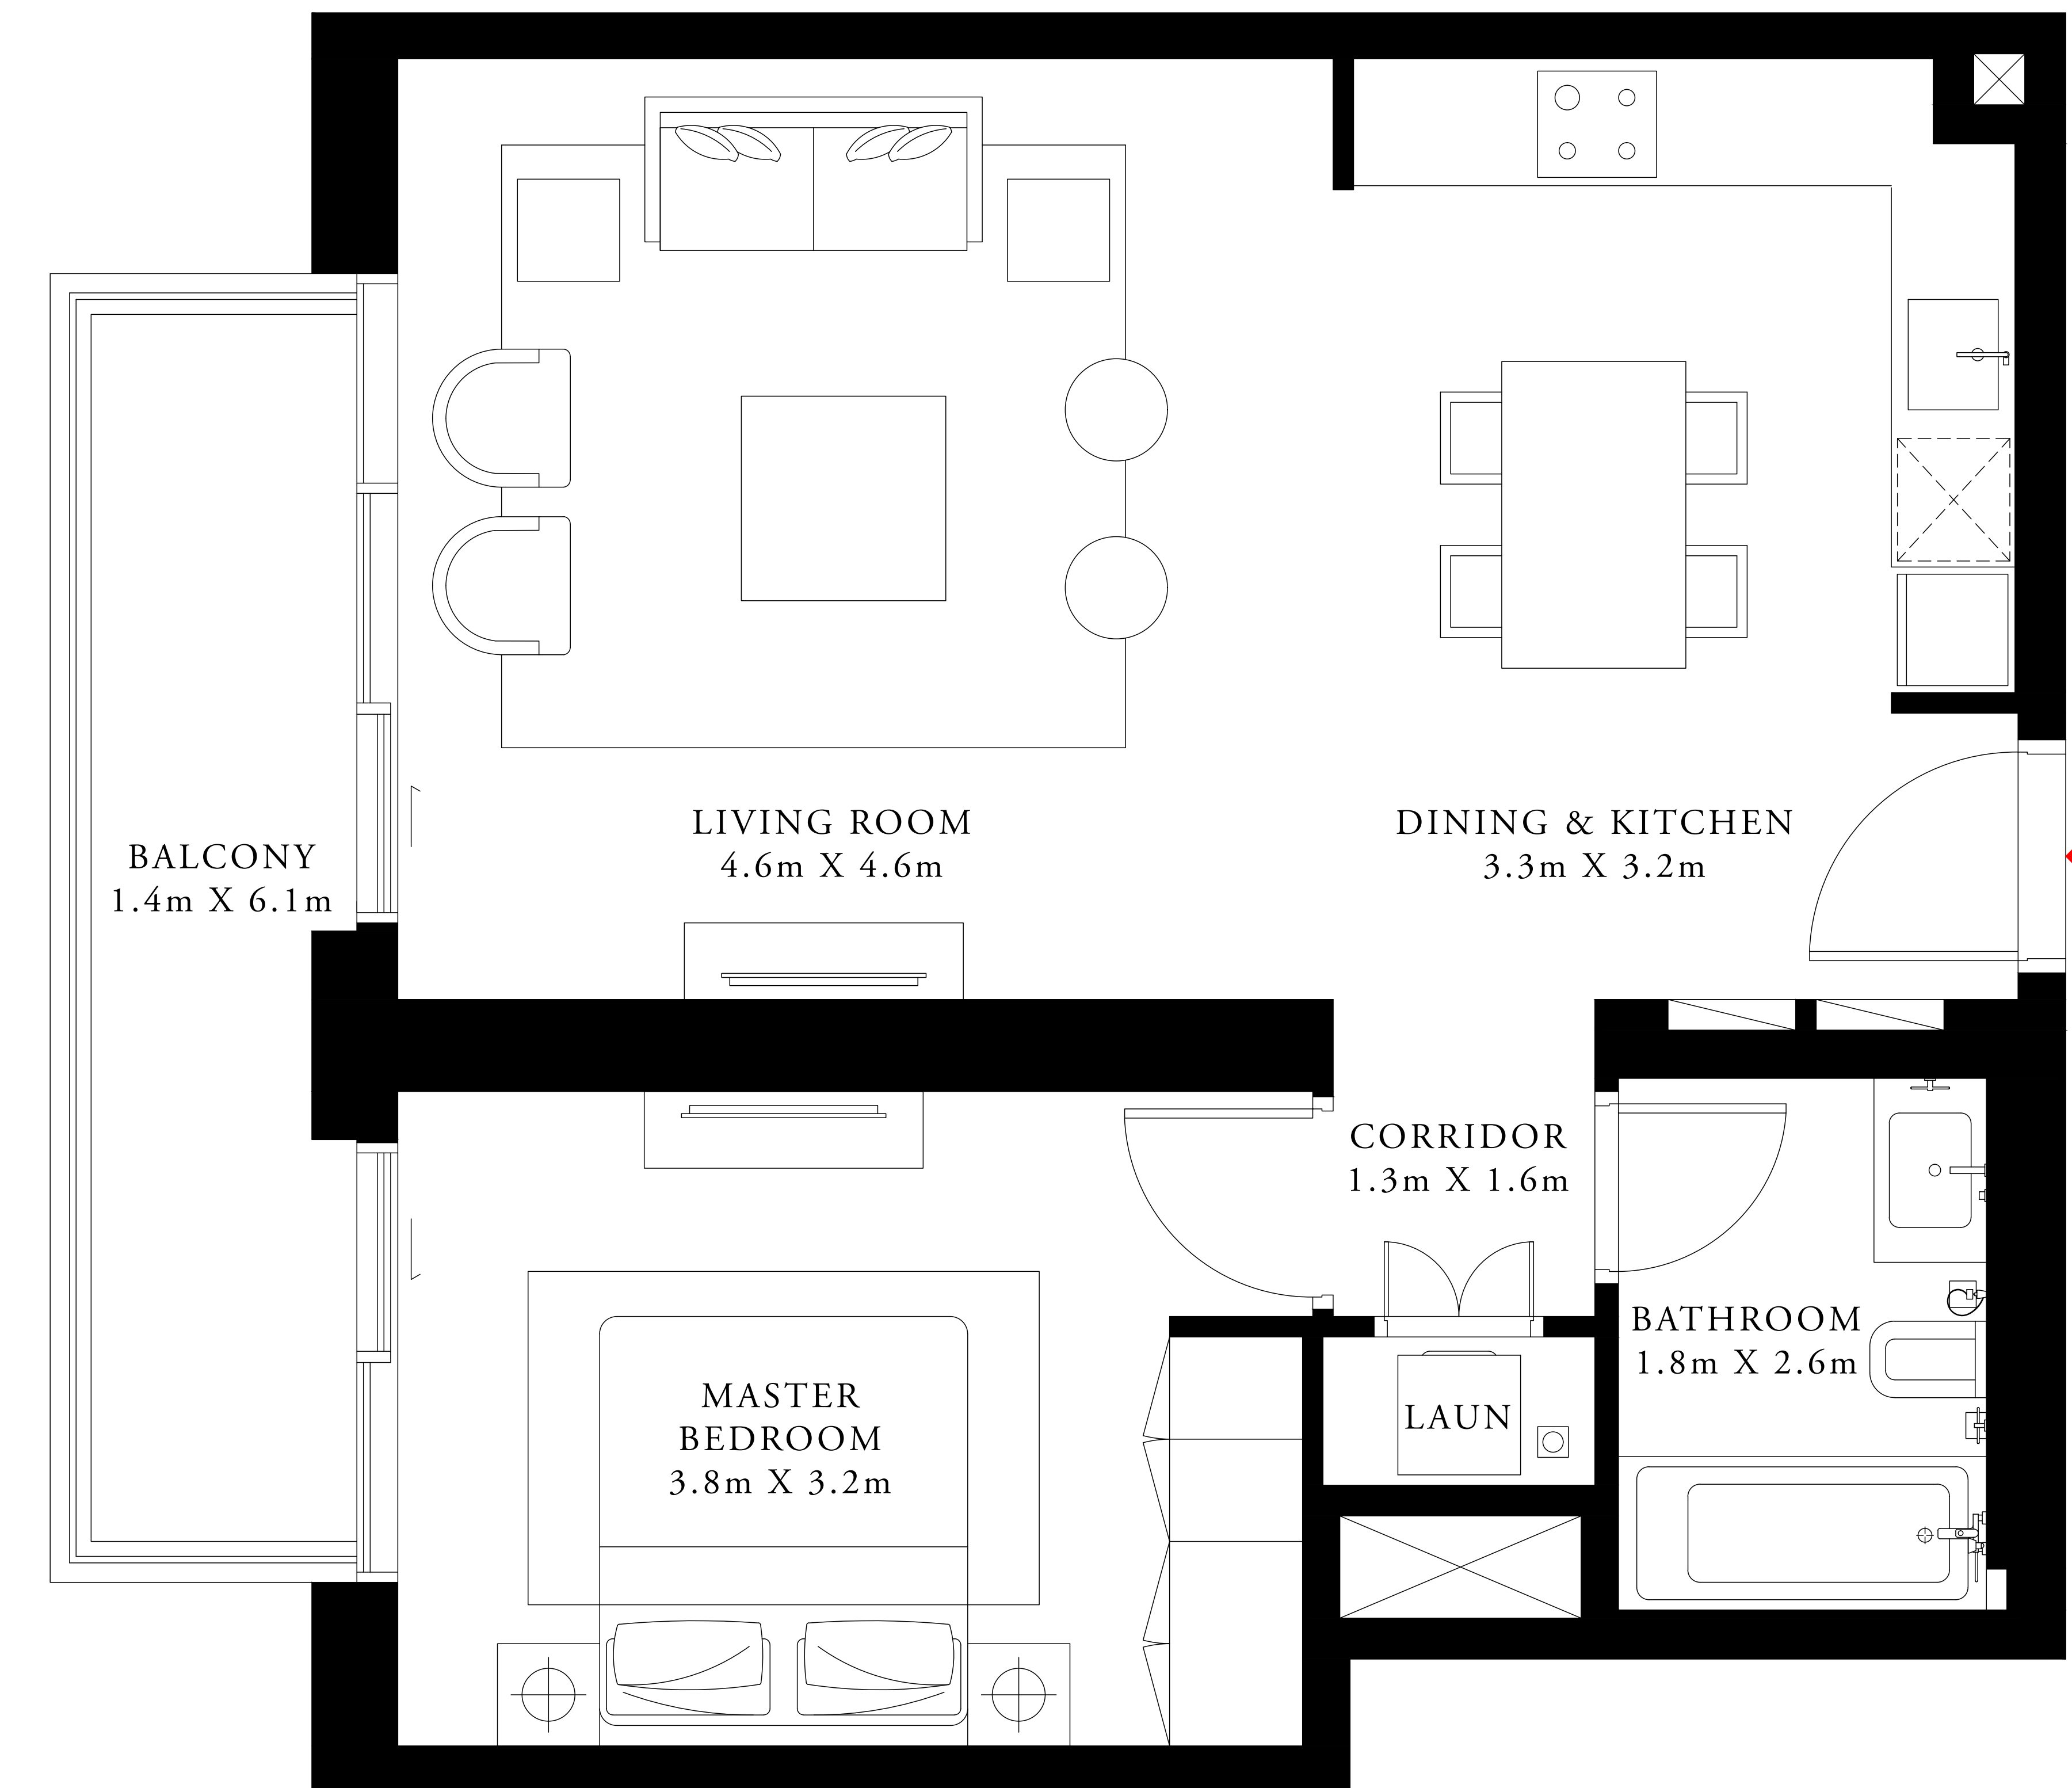 LIVING ROOM
4.6m X 4.6m
DINING & KITCHEN
3.3m X 3.2m
BALCONY
1.4m X 6.1m
CORRIDOR
1.3m X 1.6m
BATHROOM
1.8m X 2.6m
MASTER
BEDROOM
3.8m X 3.2m
LAUN